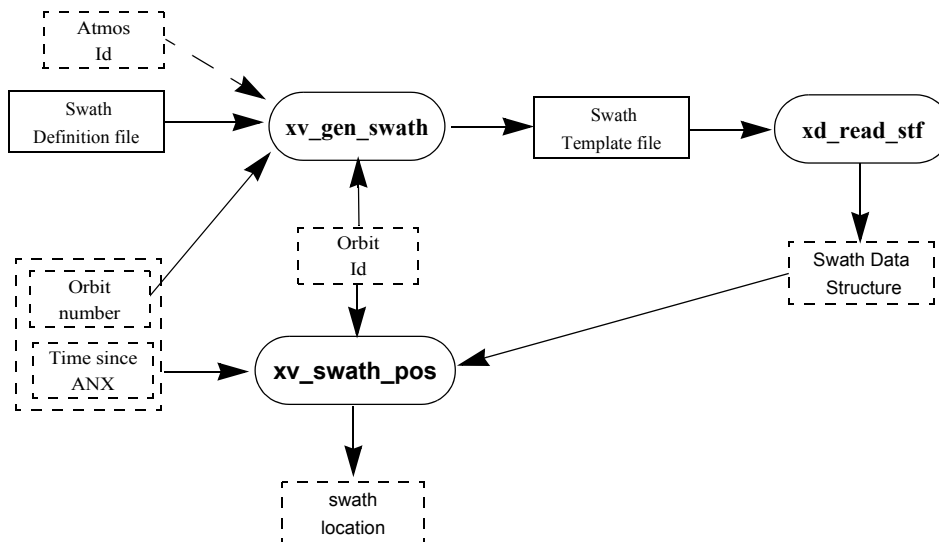 Atmos
Id
Swath
Definition file
xv_gen_swath
Swath
Template file
xd_read_stf
Orbit
Id
Swath Data
Structure
Orbit
number
Time since
ANX
xv_swath_pos
swath
location